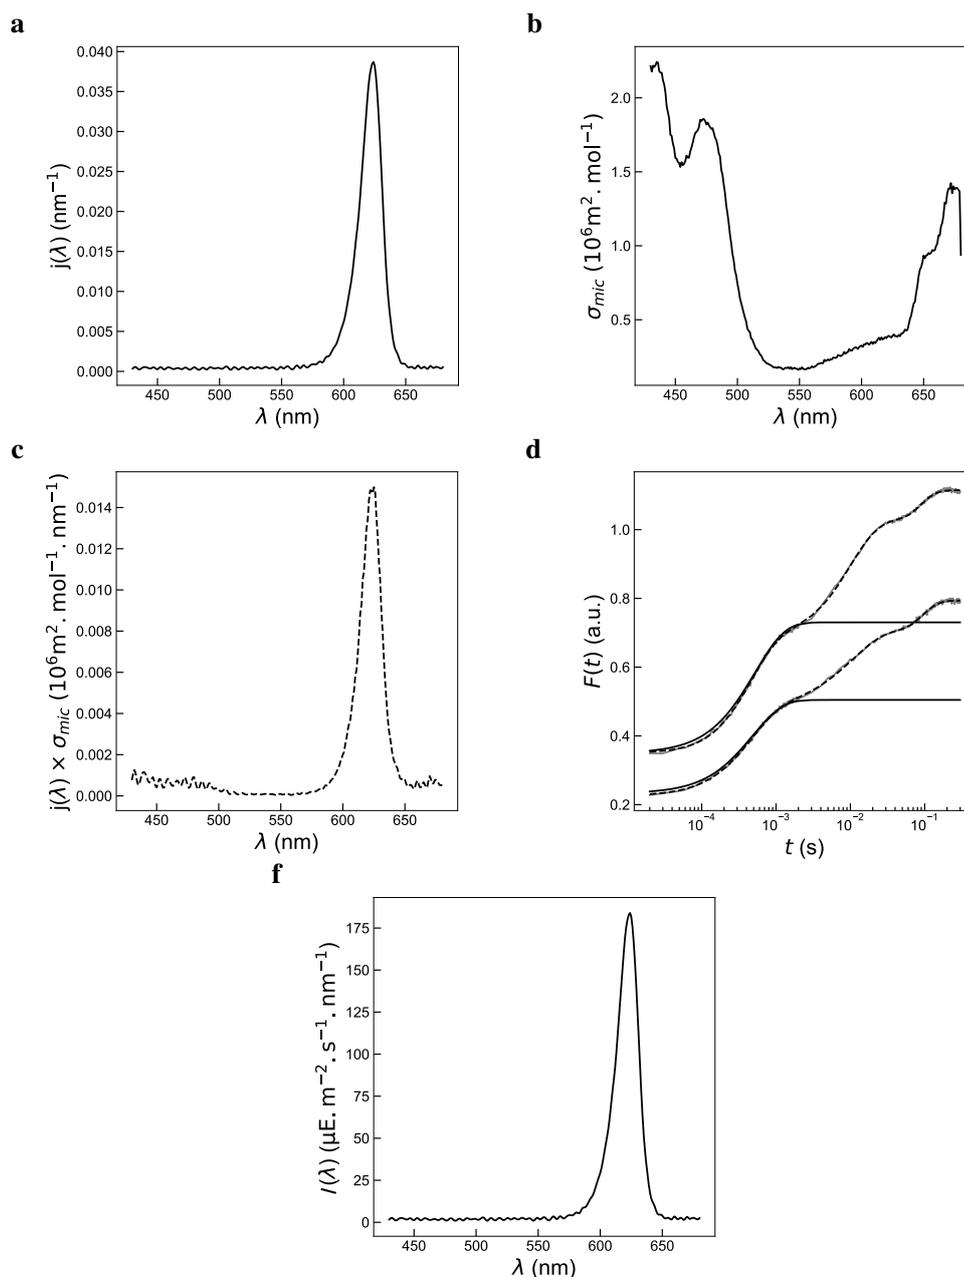 a
0.040
0.035
0.030
0.025
0.020
0.015
0.010
0.005
0.000
j(λ) (nm⁻¹)
450 500 550 600 650
λ (nm)
b
2.0
1.5
1.0
0.5
σmic (10⁶m². mol⁻¹)
450 500 550 600 650
λ (nm)
c
0.014
0.012
0.010
0.008
0.006
0.004
0.002
0.000
j(λ) × σmic (10⁶m². mol⁻¹. nm⁻¹)
450 500 550 600 650
λ (nm)
d
1.0
0.8
0.6
0.4
0.2
F(t) (a.u.)
10⁻⁴ 10⁻³ 10⁻² 10⁻¹
t (s)
f
175
150
125
100
75
50
25
0
I(λ) (µE. m⁻². s⁻¹. nm⁻¹)
450 500 550 600 650
λ (nm)